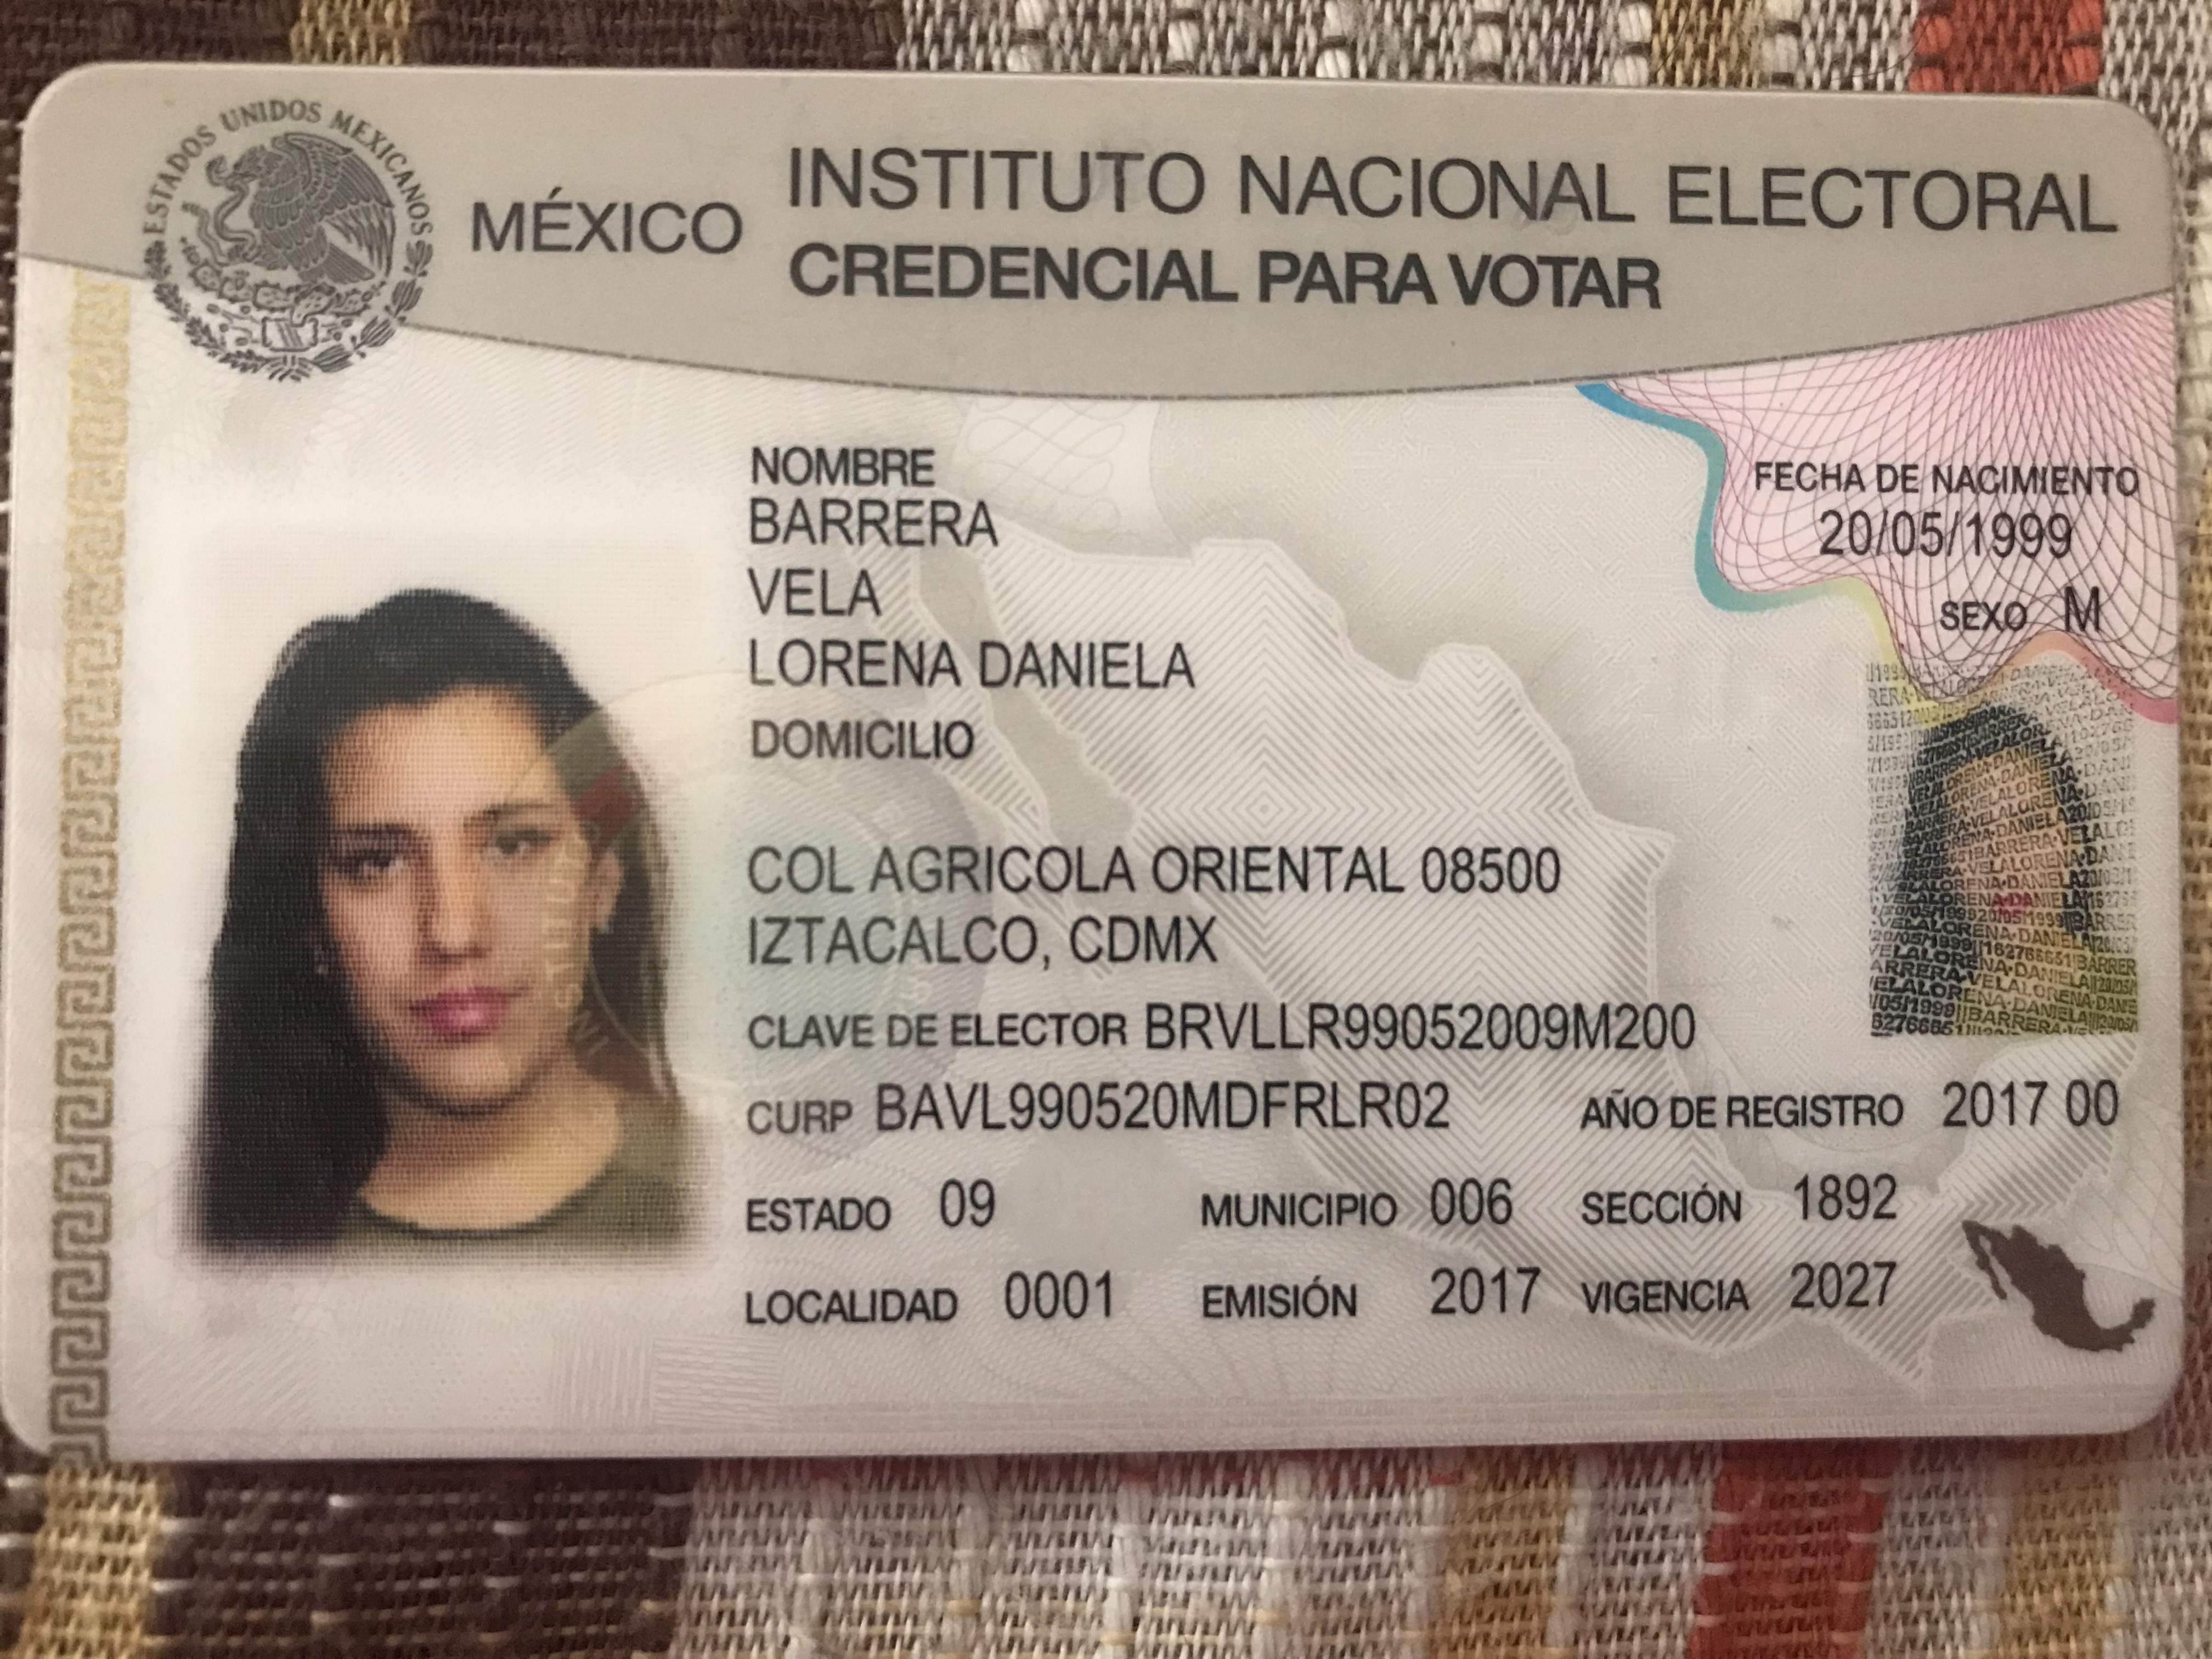 ESTADOS UNIDOS MEXICANOS
MÉXICO
INSTITUTO NACIONAL ELECTORAL
CREDENCIAL PARA VOTAR
NOMBRE
BARRERA
VELA
LORENA DANIELA
FECHA DE NACIMIENTO
20/05/1999
SEXO M
DOMICILIO
COL AGRICOLA ORIENTAL 08500
IZTACALCO, CDMX
CLAVE DE ELECTOR BRVLLR99052009M200
CURP BAVL990520MDFRLR02 AÑO DE REGISTRO 2017 00
ESTADO 09 MUNICIPIO 006 SECCIÓN 1892
LOCALIDAD 0001 EMISIÓN 2017 VIGENCIA 2027